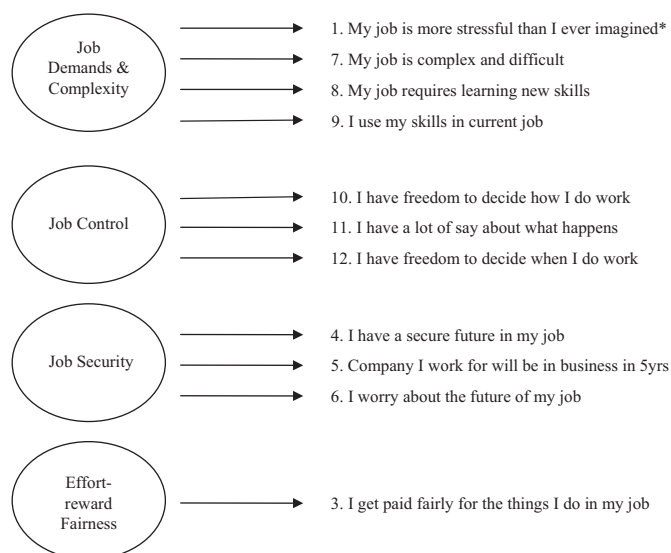 Job
Demands &
Complexity
1. My job is more stressful than I ever imagined*
7. My job is complex and difficult
8. My job requires learning new skills
9. I use my skills in current job
Job Control
10. I have freedom to decide how I do work
11. I have a lot of say about what happens
12. I have freedom to decide when I do work
Job Security
4. I have a secure future in my job
5. Company I work for will be in business in 5yrs
6. I worry about the future of my job
Effort-
reward
Fairness
3. I get paid fairly for the things I do in my job